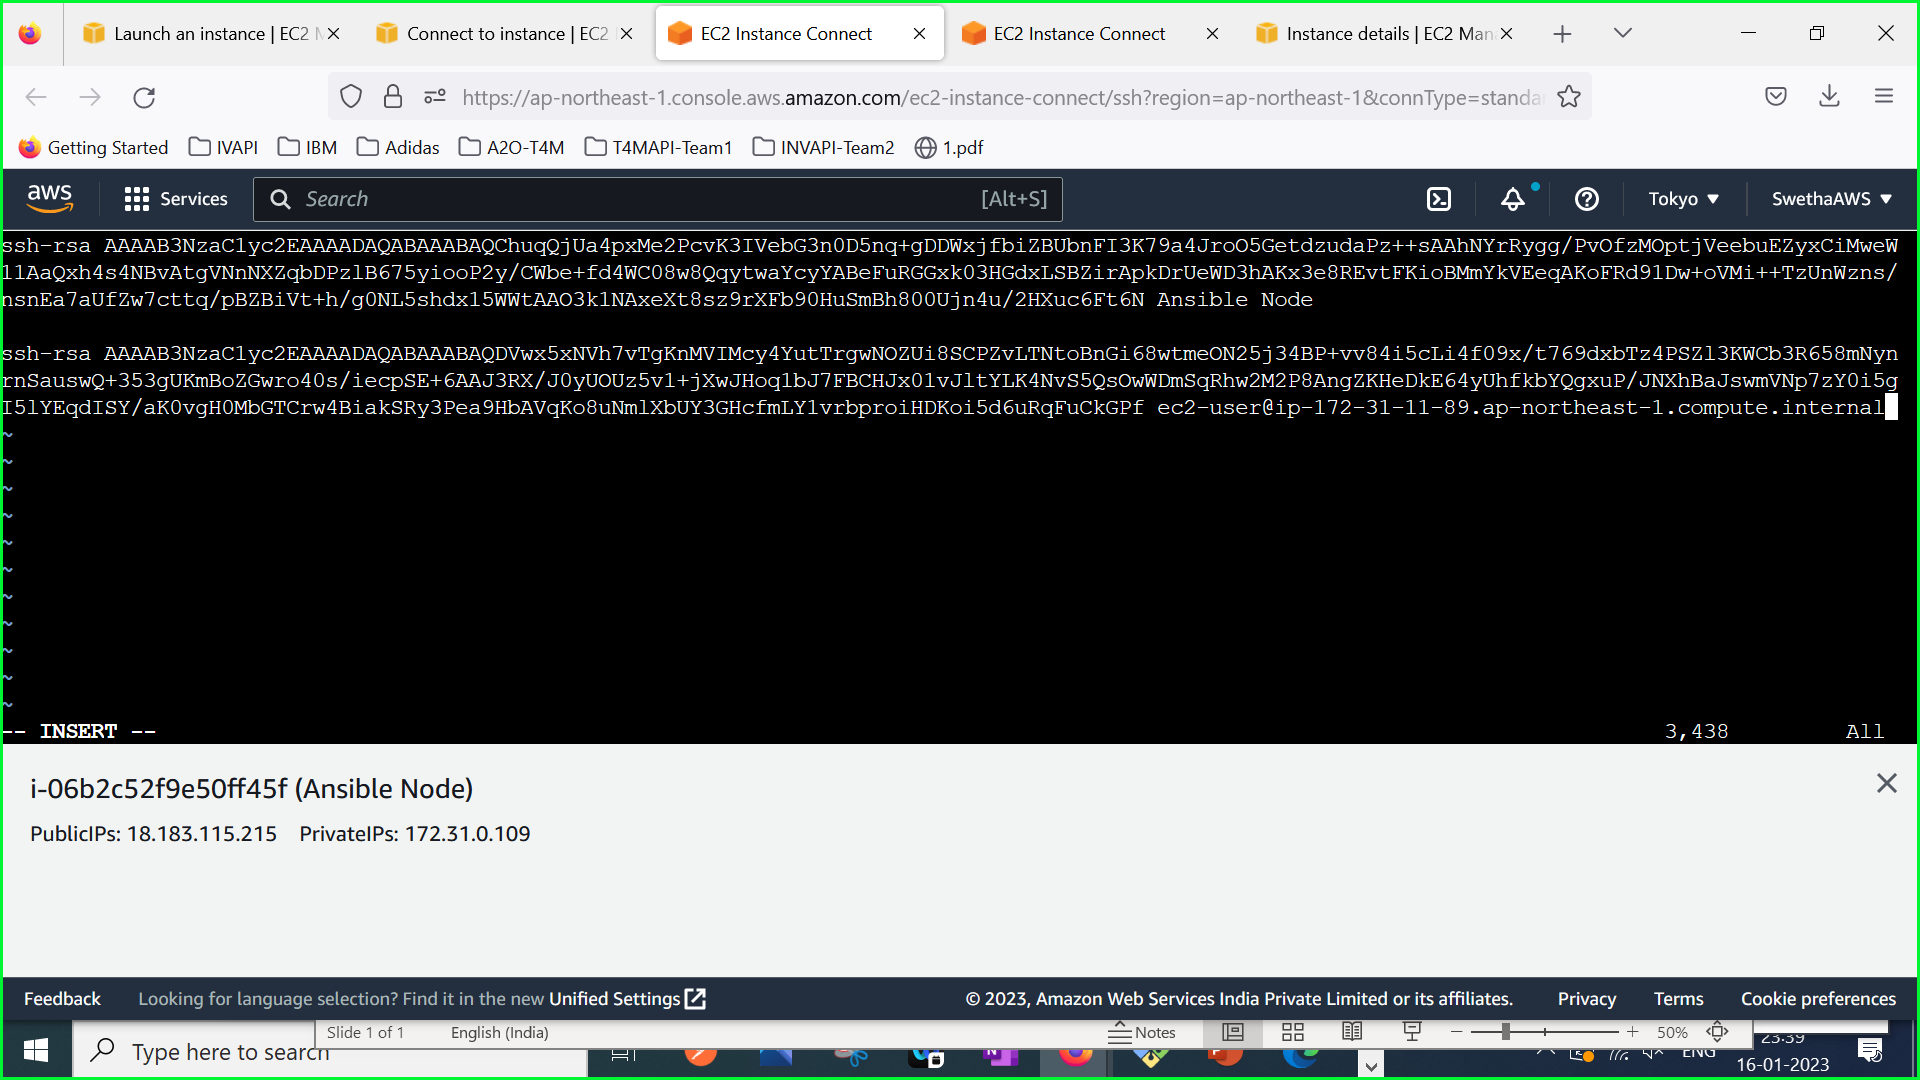 Launch an instance | EC2 M
Connect to instance | EC2
EC2 Instance Connect
EC2 Instance Connect
Instance details | EC2 Man
https://ap-northeast-1.console.aws.amazon.com/ec2-instance-connect/ssh?region=ap-northeast-1&connType=standa
Getting Started IVAPI IBM Adidas A2O-T4M T4MAPI-Team1 INVAPI-Team2 1.pdf
aws Services Search [Alt+S] Tokyo SwethaAWS
ssh-rsa AAAAB3NzaC1yc2EAAAADAQABAAABAQChuqQjUa4pxMe2PcvK3IVebG3n0D5nq+gDDWxjfbiZBUbnFI3K79a4JroO5GetdzudaPz++sAAhNYrRygg/PvOfzMOptjVeebuEZyxCiMweW
11AaQxh4s4NBvAtgVNnNXZqbDPzlB675yiooP2y/CWbe+fd4WC08w8QqytwaYcyYABeFuRGGxk03HGdxLSBZirApkDrUeWD3hAKx3e8REvtFKioBMmYkVEeqAKoFRd91Dw+oVMi++TzUnWzns/
nsnEa7aUfZw7cttq/pBZBiVt+h/g0NL5shdx15WWtAAO3k1NAxeXt8sz9rXFb90HuSmBh800Ujn4u/2HXuc6Ft6N Ansible Node
ssh-rsa AAAAB3NzaC1yc2EAAAADAQABAAABAQDVwx5xNVh7vTgKnMVIMcy4YutTrgwNOZUi8SCPZvLTNtoBnGi68wtmeON25j34BP+vv84i5cLi4f09x/t769dxbTz4PSZl3KWCb3R658mNyn
rnSauswQ+353gUKmBoZGwro40s/iecpSE+6AAJ3RX/J0yUOUz5v1+jXwJHoq1bJ7FBCHJx01vJltYLK4NvS5QsOwWDmSqRhw2M2P8AngZKHeDkE64yUhfkbYQgxuP/JNXhBaJswmVNp7zY0i5g
I5lYEqdISY/aK0vgH0MbGTCrw4BiakSRy3Pea9HbAVqKo8uNmlXbUY3GHcfmLY1vrbproiHDKoi5d6uRqFuCkGPf ec2-user@ip-172-31-11-89.ap-northeast-1.compute.internal
~
~
~
~
~
~
~
~
~
~
~
-- INSERT -- 3,438 All
i-06b2c52f9e50ff45f (Ansible Node)
PublicIPs: 18.183.115.215 PrivateIPs: 172.31.0.109
Feedback Looking for language selection? Find it in the new Unified Settings © 2023, Amazon Web Services India Private Limited or its affiliates. Privacy Terms Cookie preferences
Slide 1 of 1 English (India) Notes 50%
Type here to search ENG 23:39
16-01-2023